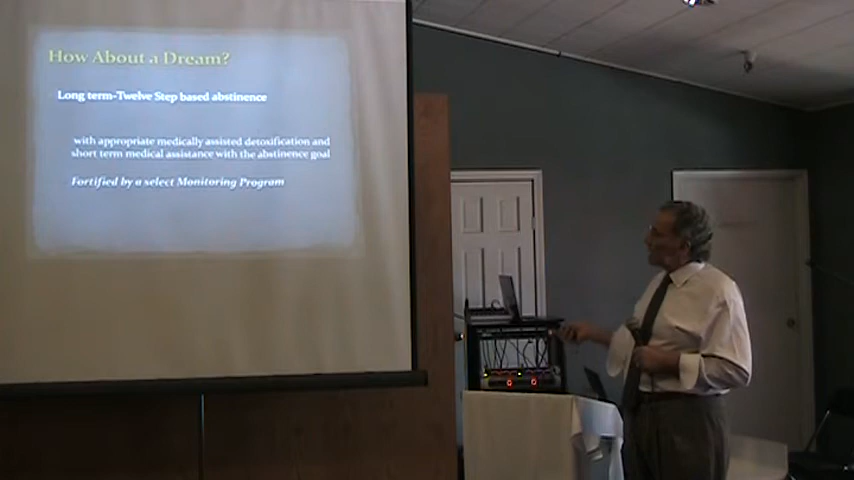 How About a Dream?
Long term-Twelve Step based abstinence
with appropriate medically assisted detoxification and
short term medical assistance with the abstinence goal
Fortified by a select Monitoring Program